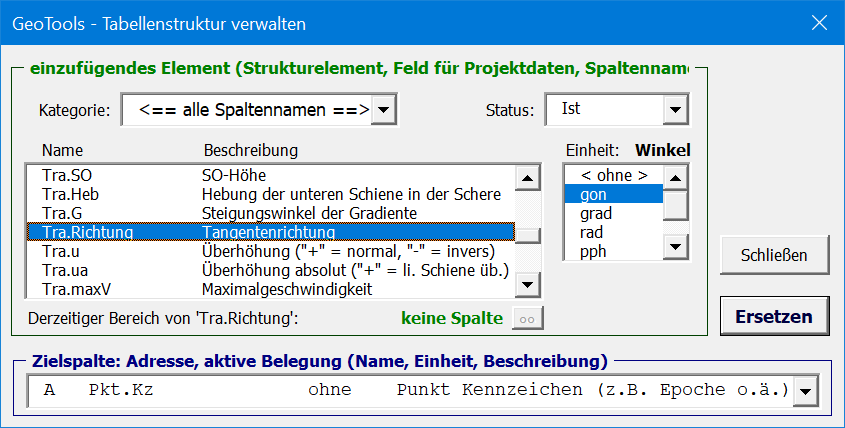 GeoTools - Tabellenstruktur verwalten
einzufügendes Element (Strukturelement, Feld für Projektdaten, Spaltenname
Kategorie: <== alle Spaltennamen ==> Status: Ist
Name Beschreibung Einheit: Winkel
Tra.SO SO-Höhe < ohne >
Tra.Heb Hebung der unteren Schiene in der Schere gon
Tra.G Steigungswinkel der Gradiente grad
Tra.Richtung Tangentenrichtung rad
Tra.u Überhöhung ("+" = normal, "-" = invers) pph
Tra.ua Überhöhung absolut ("+" = li. Schiene üb.)
Tra.maxV Maximalgeschwindigkeit
Schließen
Derzeitiger Bereich von 'Tra.Richtung': keine Spalte oo
Ersetzen
Zielspalte: Adresse, aktive Belegung (Name, Einheit, Beschreibung)
A Pkt.Kz ohne Punkt Kennzeichen (z.B. Epoche o.ä.)